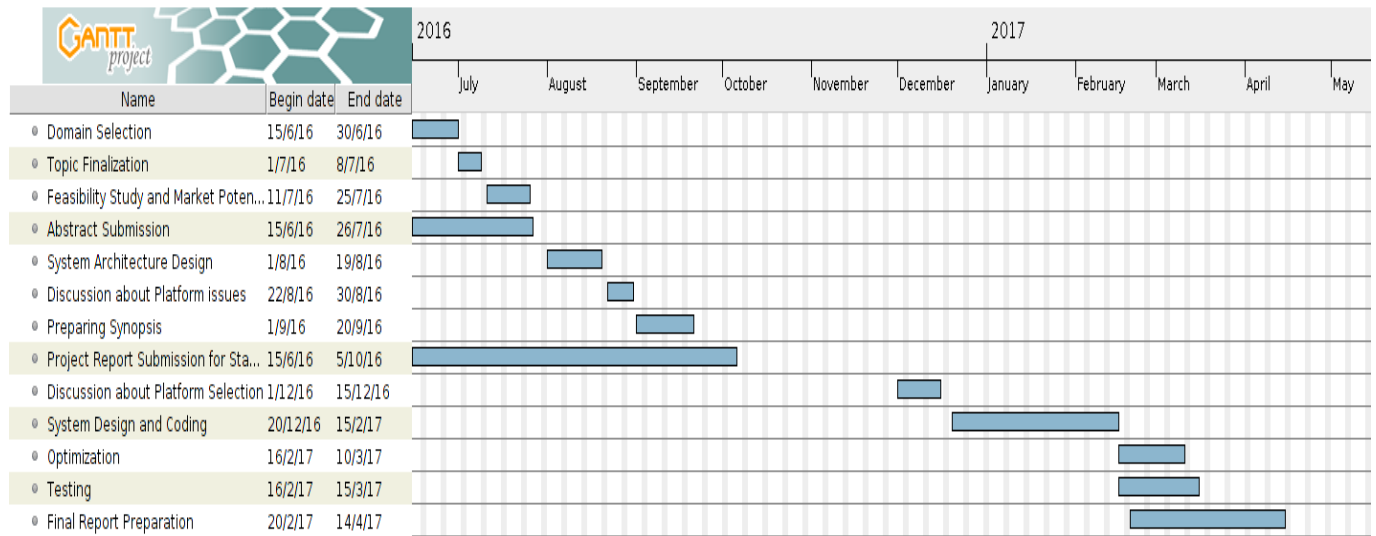 GANTT
project
2016 2017
July August September October November December January February March April May
Name Begin date End date
Domain Selection 15/6/16 30/6/16
Topic Finalization 1/7/16 8/7/16
Feasibility Study and Market Poten... 11/7/16 25/7/16
Abstract Submission 15/6/16 26/7/16
System Architecture Design 1/8/16 19/8/16
Discussion about Platform issues 22/8/16 30/8/16
Preparing Synopsis 1/9/16 20/9/16
Project Report Submission for Sta... 15/6/16 5/10/16
Discussion about Platform Selection 1/12/16 15/12/16
System Design and Coding 20/12/16 15/2/17
Optimization 16/2/17 10/3/17
Testing 16/2/17 15/3/17
Final Report Preparation 20/2/17 14/4/17